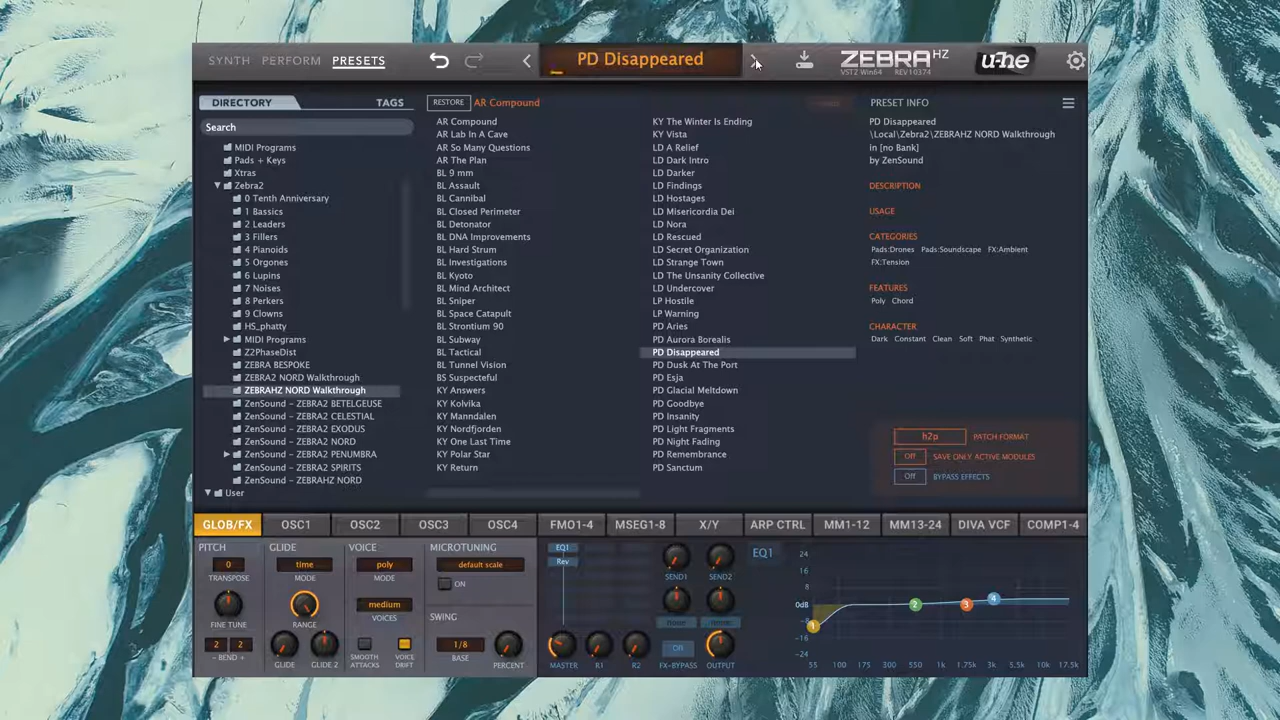 SYNTH PERFORM PRESETS
PD Disappeared
ZEBRA HZ
VST2 Win64 REV10374
u-he
DIRECTORY TAGS
Search
MIDI Programs
Pads + Keys
Xtras
Zebra2
0 Tenth Anniversary
1 Bassics
2 Leaders
3 Fillers
4 Pianoids
5 Orgones
6 Lupins
7 Noises
8 Perkers
9 Clowns
HS_phatty
MIDI Programs
Z2PhaseDist
ZEBRA BESPOKE
ZEBRA2 NORD Walkthrough
ZEBRAHZ NORD Walkthrough
ZenSound - ZEBRA2 BETELGEUSE
ZenSound - ZEBRA2 CELESTIAL
ZenSound - ZEBRA2 EXODUS
ZenSound - ZEBRA2 NORD
ZenSound - ZEBRA2 PENUMBRA
ZenSound - ZEBRA2 SPIRITS
ZenSound - ZEBRAHZ NORD
User
RESTORE AR Compound
AR Compound
AR Lab In A Cave
AR So Many Questions
AR The Plan
BL 9 mm
BL Assault
BL Cannibal
BL Closed Perimeter
BL Detonator
BL DNA Improvements
BL Hard Strum
BL Investigations
BL Kyoto
BL Mind Architect
BL Sniper
BL Space Catapult
BL Strontium 90
BL Subway
BL Tactical
BL Tunnel Vision
BS Suspecteful
KY Answers
KY Kolvika
KY Manndalen
KY Nordfjorden
KY One Last Time
KY Polar Star
KY Return
KY The Winter Is Ending
KY Vista
LD A Relief
LD Dark Intro
LD Darker
LD Findings
LD Hostages
LD Misericordia Dei
LD Nora
LD Rescued
LD Secret Organization
LD Strange Town
LD The Unsanity Collective
LD Undercover
LP Hostile
LP Warning
PD Aries
PD Aurora Borealis
PD Disappeared
PD Dusk At The Port
PD Esja
PD Glacial Meltdown
PD Goodbye
PD Insanity
PD Light Fragments
PD Night Fading
PD Remembrance
PD Sanctum
PRESET INFO
PD Disappeared
\Local\Zebra2\ZEBRAHZ NORD Walkthrough
in [no Bank]
by ZenSound
DESCRIPTION
USAGE
CATEGORIES
Pads:Drones Pads:Soundscape FX:Ambient
FX:Tension
FEATURES
Poly Chord
CHARACTER
Dark Constant Clean Soft Phat Synthetic
h2p PATCH FORMAT
Off SAVE ONLY ACTIVE MODULES
Off BYPASS EFFECTS
GLOB/FX OSC1 OSC2 OSC3 OSC4 FMO1-4 MSEG1-8 X/Y ARP CTRL MM1-12 MM13-24 DIVA VCF COMP1-4
PITCH
0
TRANSPOSE
FINE TUNE
2 2
- BEND +
GLIDE
time
MODE
RANGE
GLIDE GLIDE 2
VOICE
poly
MODE
medium
VOICES
SMOOTH ATTACKS VOICE DRIFT
MICROTUNING
default scale
ON
SWING
1/8
BASE PERCENT
EQ1
Rev
MASTER R1 R2
SEND1 SEND2
none
Off
FX-BYPASS OUTPUT
EQ1
24
16
8
0dB
-8
-16
-24
1 2 3 4
55 100 175 300 550 1k 1.75k 3k 5.5k 10k 17.5k